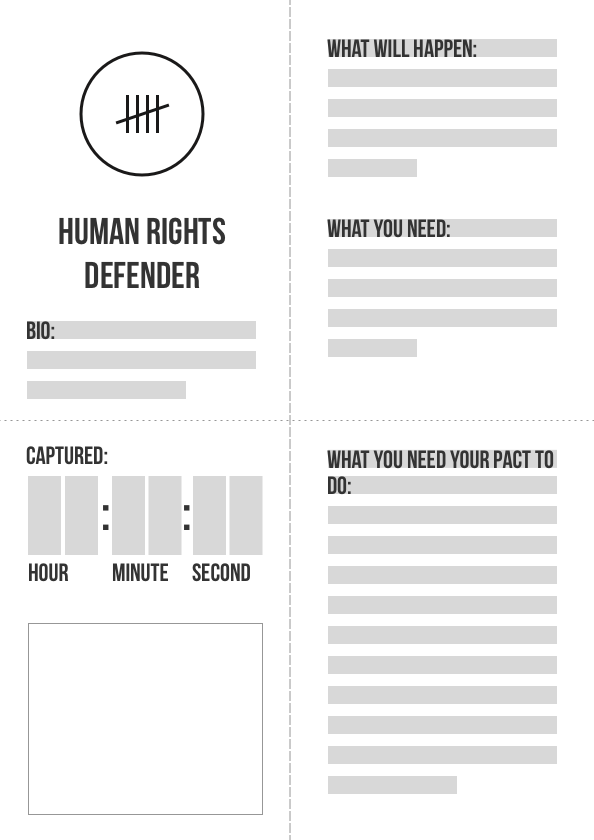 HUMAN RIGHTS
DEFENDER
BIO:
WHAT WILL HAPPEN:
WHAT YOU NEED:
CAPTURED:
:
:
HOUR MINUTE SECOND
WHAT YOU NEED YOUR PACT TO
DO: